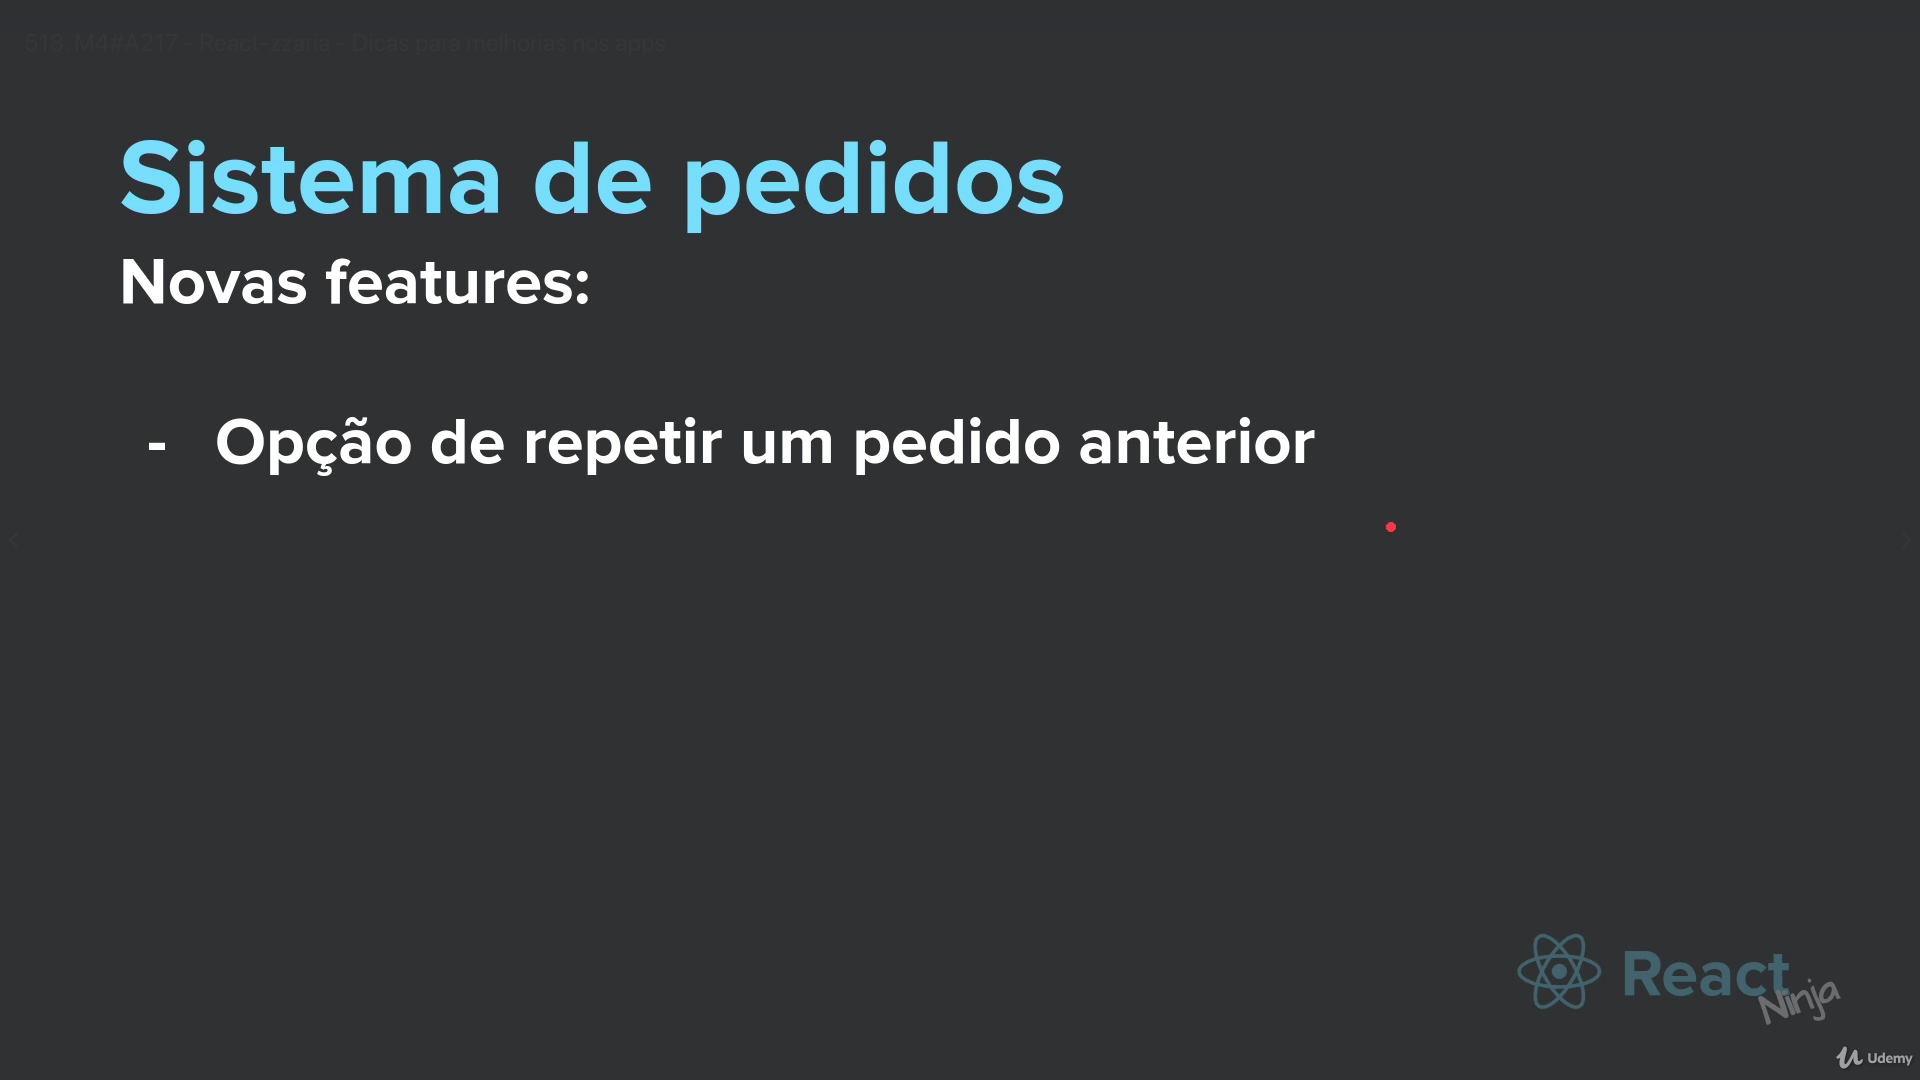 513. M4#A217 - React-zzaria - Dicas para melhorias nos apps
Sistema de pedidos
Novas features:
- Opção de repetir um pedido anterior
React
Ninja
Udemy